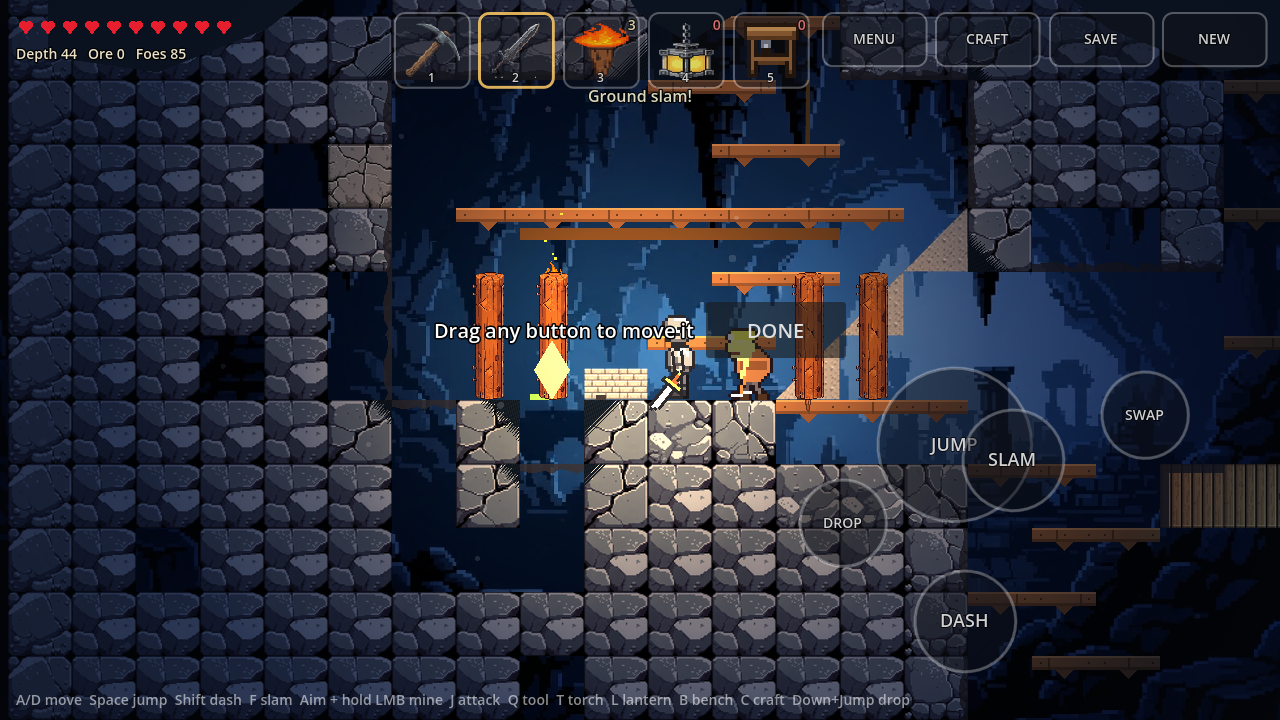 Depth 44 Ore 0 Foes 85
1
2
3
3
0
4
0
5
MENU
CRAFT
SAVE
NEW
Ground slam!
Drag any button to move it
DONE
SWAP
JUMP
SLAM
DROP
DASH
A/D move Space jump Shift dash F slam Aim + hold LMB mine J attack Q tool T torch L lantern B bench C craft Down+Jump drop